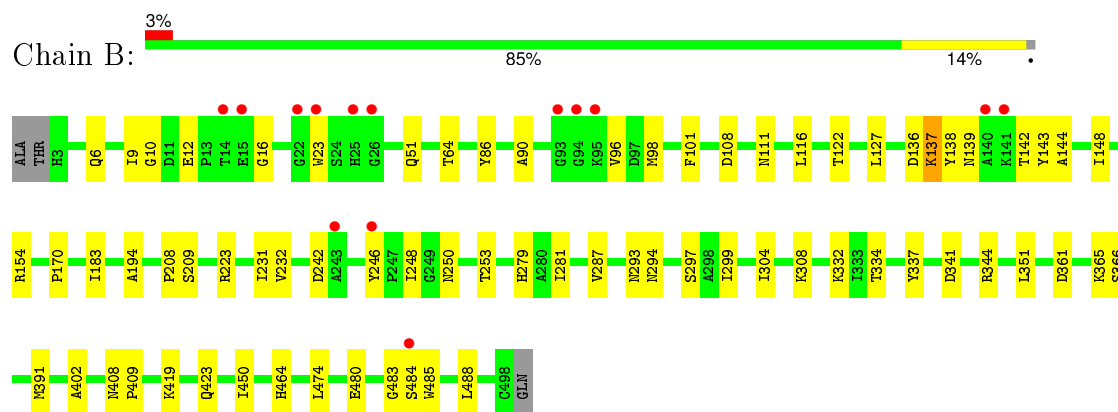 3%
Chain B:
85% 14% •
ALA THR H3 Q6 I9 G10 D11 E12 P13 T14 E15 G16 G22 W23 S24 H25 G26 Q51 T64 Y86 A90 G93 G94 K95 V96 D97 M98 F101 D108 N111 L116 T122 L127 D136 K137 Y138 N139 A140 K141 T142 Y143 A144 I148
R154 P170 I183 A194 P208 S209 R223 I231 V232 D242 A243 Y246 P247 I248 G249 N250 T253 H279 A280 I281 V287 N293 N294 S297 A298 I299 I304 K308 K332 I333 T334 Y337 D341 R344 L351 D361 K365 S366
M391 A402 N408 P409 K419 Q423 I450 H464 L474 E480 G483 S484 W485 L488 C498 GLN